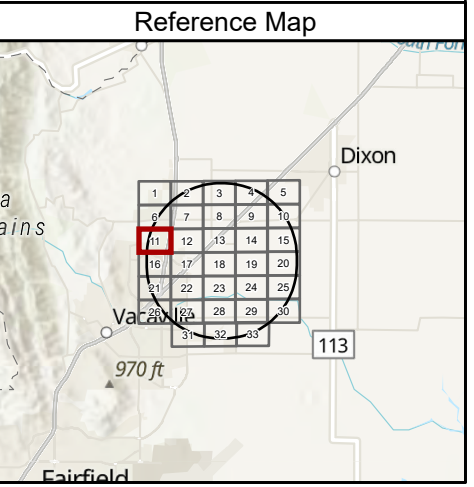 Reference Map
Dixon
1 2 3 4 5
6 7 8 9 10
ains
11 12 13 14 15
16 17 18 19 20
21 22 23 24 25
26 27 28 29 30
Vacaville
31 32 33
113
970 ft
Fairfield